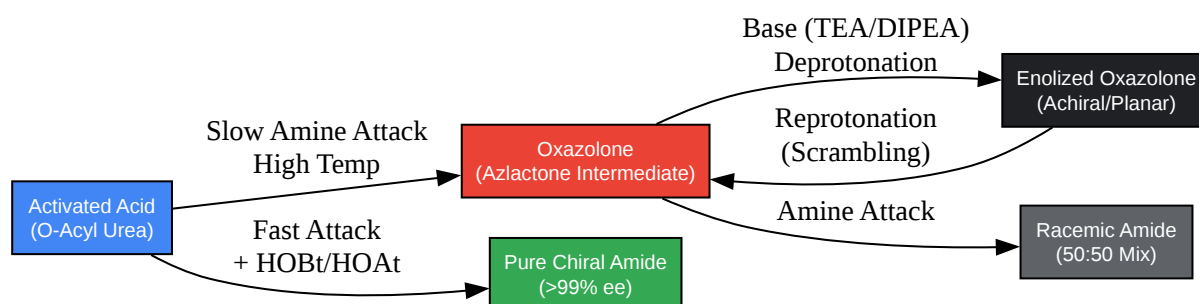 Base (TEA/DIPEA)
Deprotonation
Enolized Oxazolone
(Achiral/Planar)
Slow Amine Attack
High Temp
Oxazolone
(Azlactone Intermediate)
Reprotonation
(Scrambling)
Activated Acid
(O-Acyl Urea)
Fast Attack
+ HOBt/HOAt
Pure Chiral Amide
(>99% ee)
Amine Attack
Racemic Amide
(50:50 Mix)